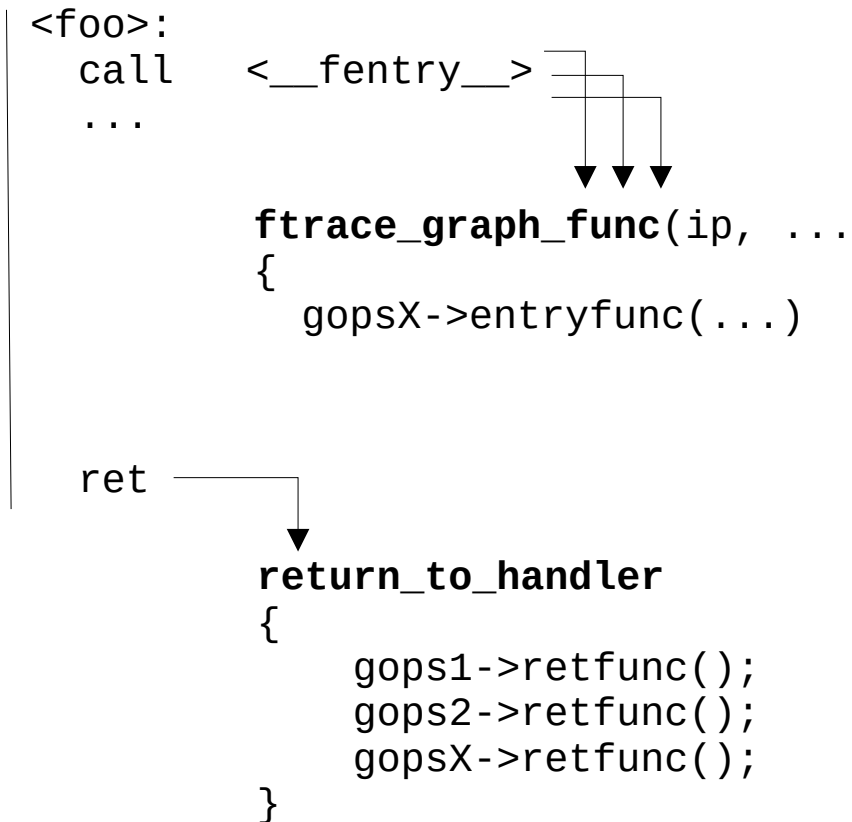 <foo>:
call <__fentry__>
...
ftrace_graph_func(ip, ...
{
gopsX->entryfunc(...)
ret
return_to_handler
{
gops1->retfunc();
gops2->retfunc();
gopsX->retfunc();
}